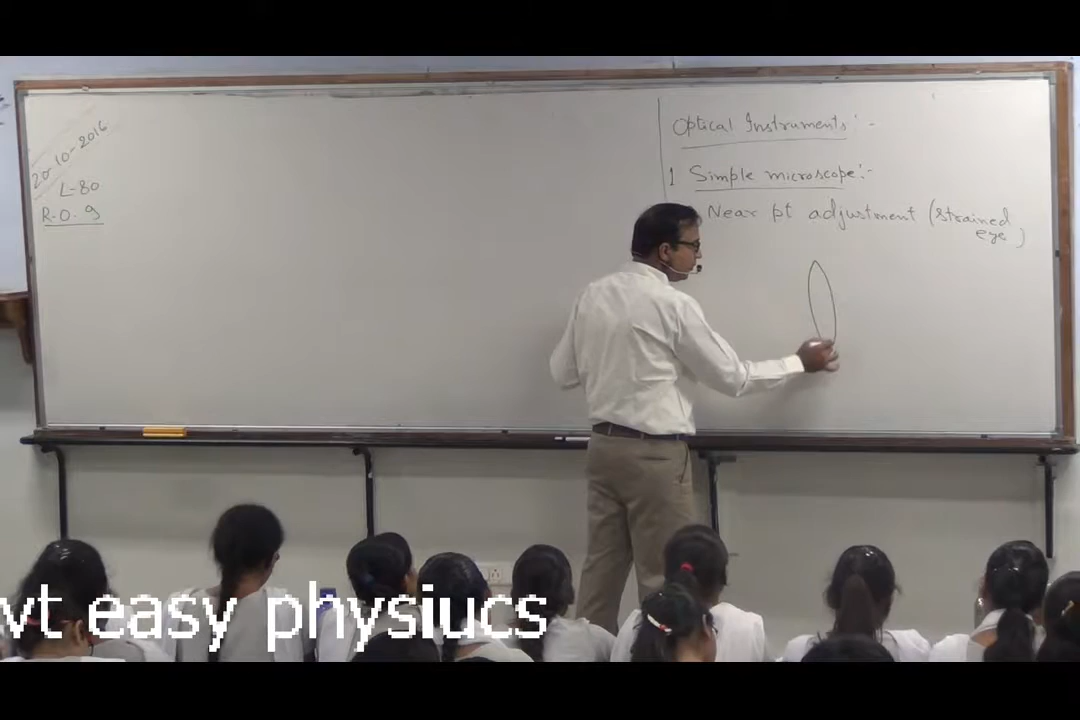 20-10-2016
L-80
R.O. 9
Optical Instruments:-
1 Simple microscope:-
Near pt adjustment (strained
eye)
vt easy physiucs